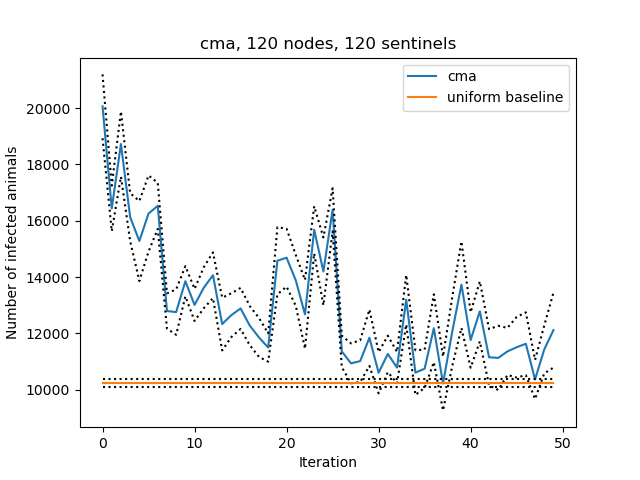 cma, 120 nodes, 120 sentinels
cma
uniform baseline
Number of infected animals
20000
18000
16000
14000
12000
10000
0 10 20 30 40 50
Iteration